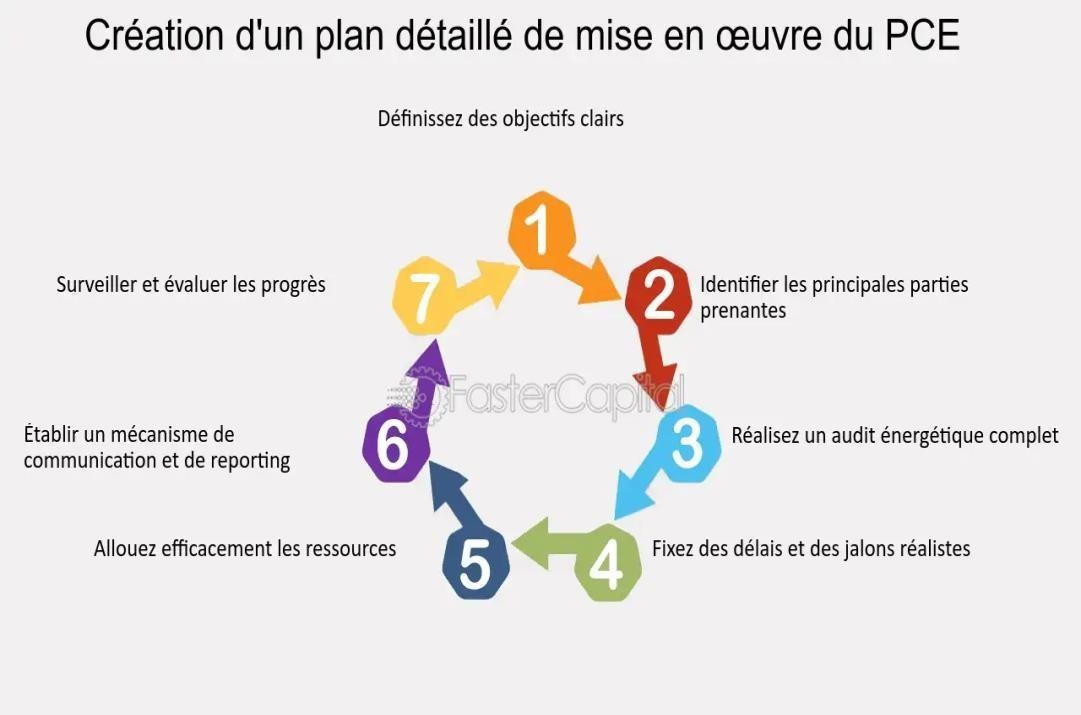 Création d'un plan détaillé de mise en œuvre du PCE
Définissez des objectifs clairs
1
2
Identifier les principales parties
prenantes
3
Réalisez un audit énergétique complet
4
Fixez des délais et des jalons réalistes
5
Allouez efficacement les ressources
6
Établir un mécanisme de
communication et de reporting
7
Surveiller et évaluer les progrès
FasterCapital